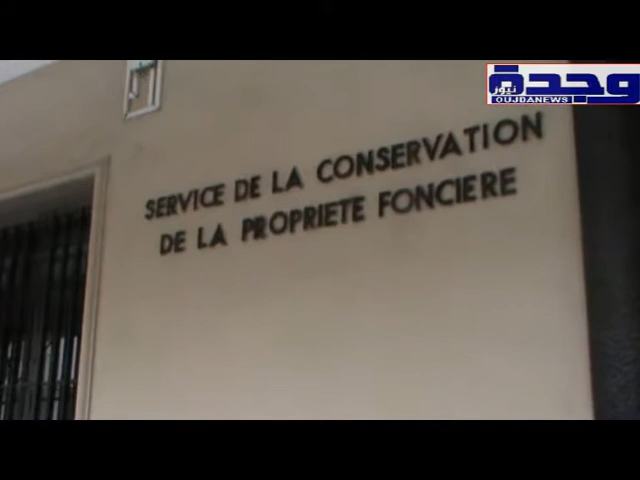 وجدة
نيوز
OUJDANEWS
SERVICE DE LA CONSERVATION
DE LA PROPRIETE FONCIERE